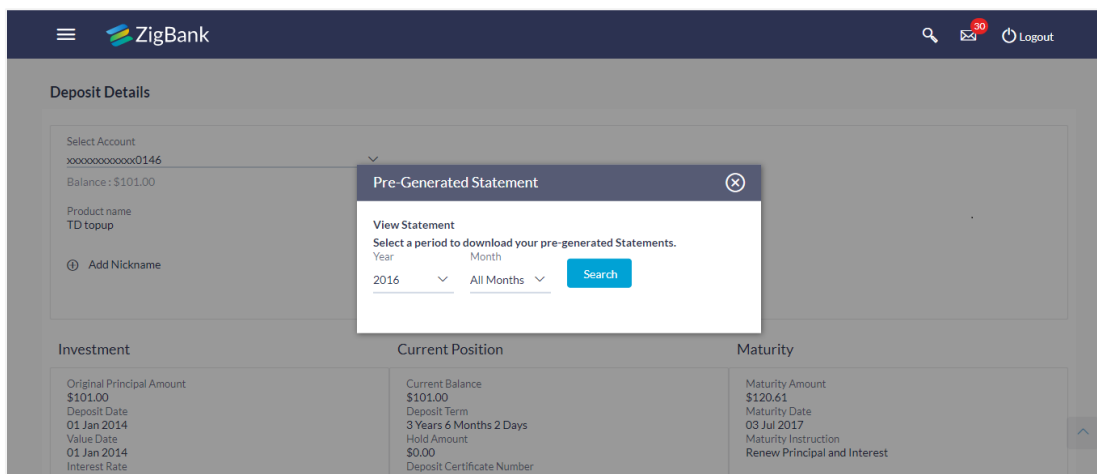 ZigBank
30
Logout
Deposit Details
Select Account
xxxxxxxxxxxx0146
Balance : $101.00
Product name
TD topup
Add Nickname
Pre-Generated Statement
View Statement
Select a period to download your pre-generated Statements.
Year Month
2016 All Months Search
Investment
Original Principal Amount
$101.00
Deposit Date
01 Jan 2014
Value Date
01 Jan 2014
Interest Rate
Current Position
Current Balance
$101.00
Deposit Term
3 Years 6 Months 2 Days
Hold Amount
$0.00
Deposit Certificate Number
Maturity
Maturity Amount
$120.61
Maturity Date
03 Jul 2017
Maturity Instruction
Renew Principal and Interest